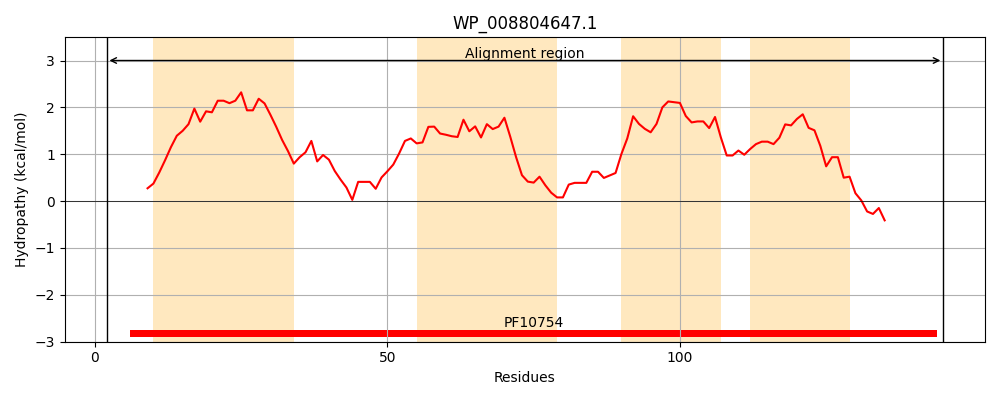 WP_008804647.1
Alignment region
Hydropathy (kcal/mol)
3
2
1
0
−1
−2
−3
PF10754
0 50 100
Residues